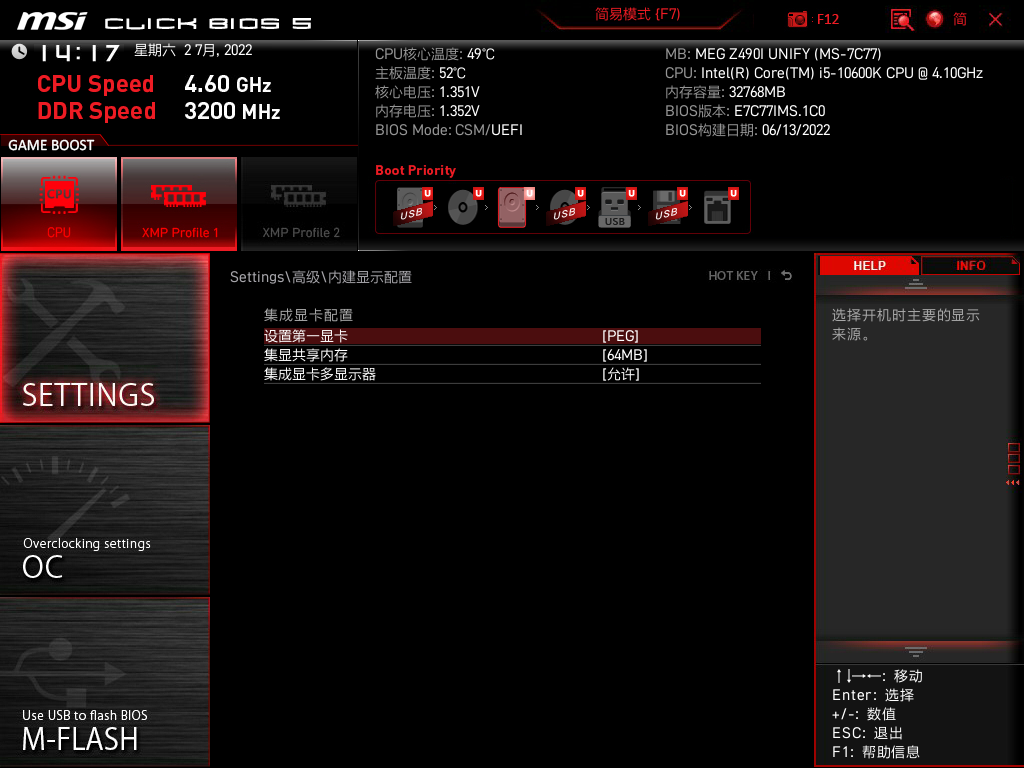 msi CLICK BIOS 5
简易模式 (F7)
F12
简
14:17 星期六 2 7月, 2022
CPU Speed 4.60 GHz
DDR Speed 3200 MHz
CPU核心温度: 49°C
主板温度: 52°C
核心电压: 1.351V
内存电压: 1.352V
BIOS Mode: CSM/UEFI
MB: MEG Z490I UNIFY (MS-7C77)
CPU: Intel(R) Core(TM) i5-10600K CPU @ 4.10GHz
内存容量: 32768MB
BIOS版本: E7C77IMS.1C0
BIOS构建日期: 06/13/2022
GAME BOOST
CPU
CPU
XMP Profile 1
XMP Profile 2
Boot Priority
U U U U U U U
USB USB USB USB
SETTINGS
Overclocking settings
OC
Use USB to flash BIOS
M-FLASH
Settings\高级\内建显示配置
HOT KEY |
集成显卡配置
设置第一显卡 [PEG]
集显共享内存 [64MB]
集成显卡多显示器 [允许]
HELP
INFO
选择开机时主要的显示
来源。
↑↓→←: 移动
Enter: 选择
+/-: 数值
ESC: 退出
F1: 帮助信息